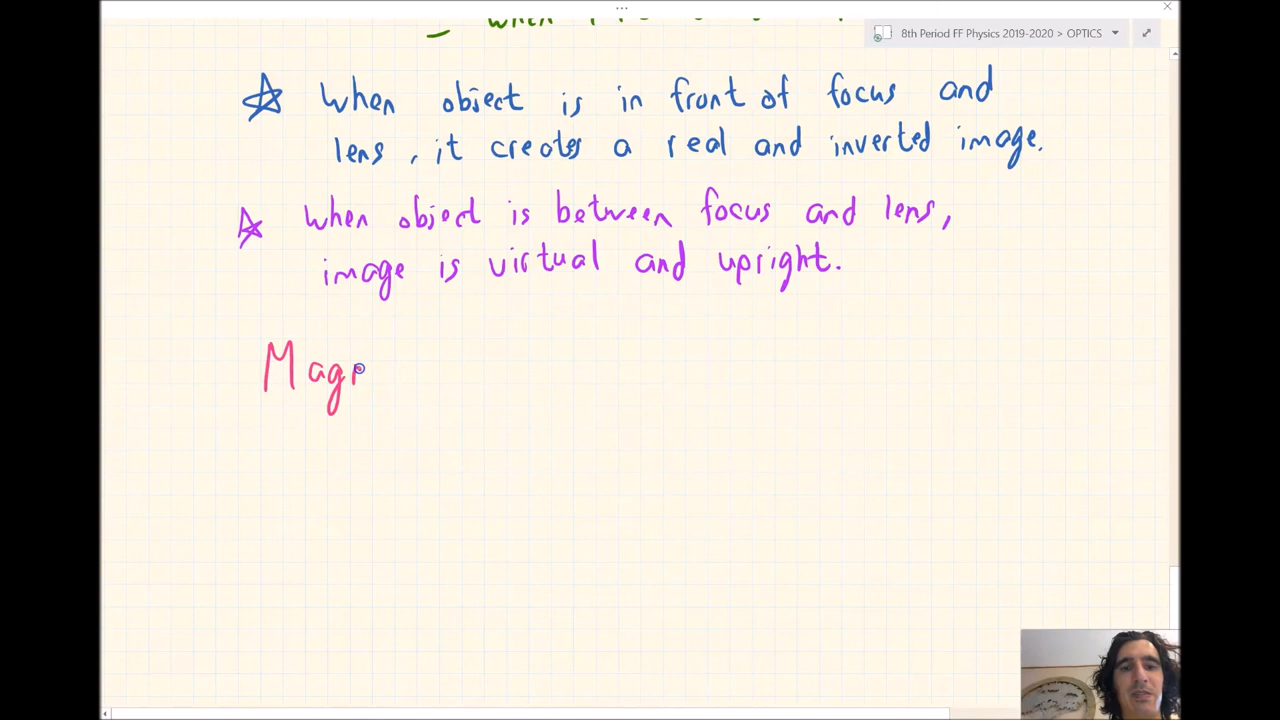 8th Period FF Physics 2019-2020 > OPTICS
when object is in front of focus and
lens, it creates a real and inverted image.
when object is between focus and lens,
image is virtual and upright.
Mag